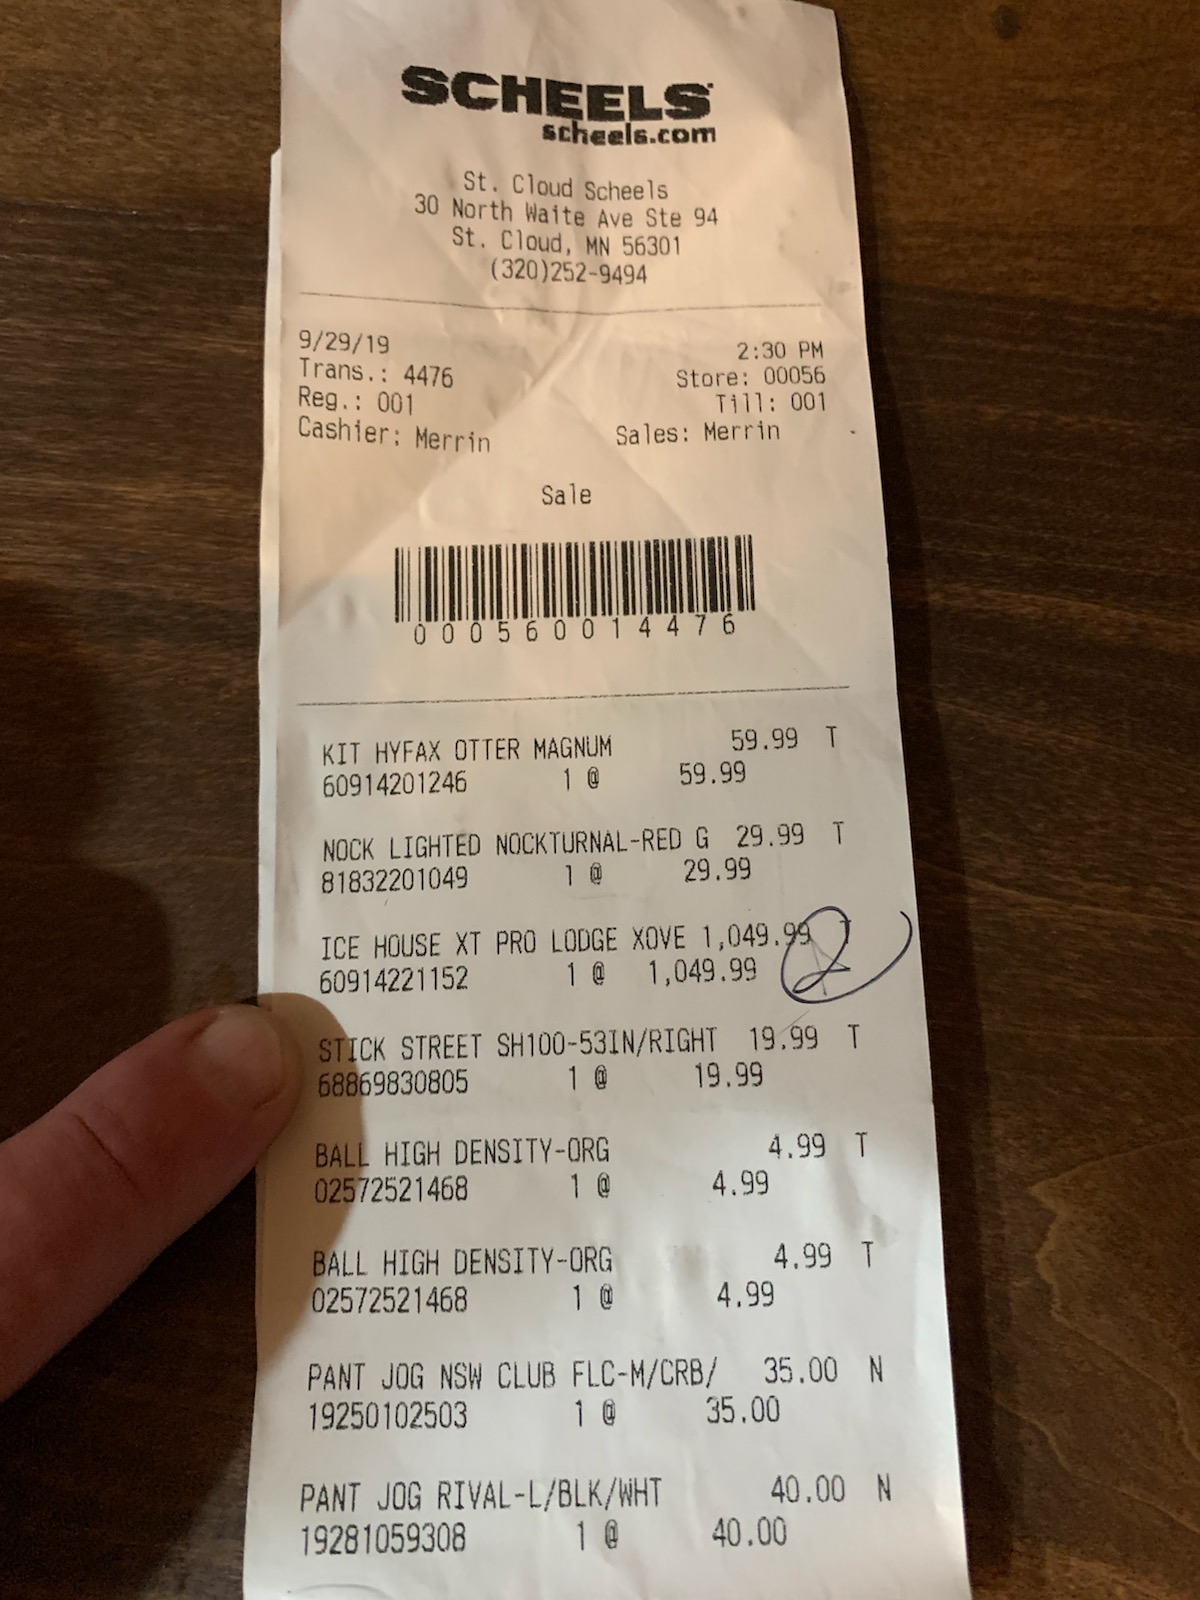 SCHEELS
scheels.com
St. Cloud Scheels
30 North Waite Ave Ste 94
St. Cloud, MN 56301
(320)252-9494
9/29/19 2:30 PM
Trans.: 4476 Store: 00056
Reg.: 001 Till: 001
Cashier: Merrin Sales: Merrin
Sale
000560014476
KIT HYFAX OTTER MAGNUM 59.99 T
60914201246 1 @ 59.99
NOCK LIGHTED NOCKTURNAL-RED G 29.99 T
81832201049 1 @ 29.99
ICE HOUSE XT PRO LODGE XOVE 1,049.99 T
60914221152 1 @ 1,049.99
STICK STREET SH100-53IN/RIGHT 19.99 T
68869830805 1 @ 19.99
BALL HIGH DENSITY-ORG 4.99 T
02572521468 1 @ 4.99
BALL HIGH DENSITY-ORG 4.99 T
02572521468 1 @ 4.99
PANT JOG NSW CLUB FLC-M/CRB/ 35.00 N
19250102503 1 @ 35.00
PANT JOG RIVAL-L/BLK/WHT 40.00 N
19281059308 1 @ 40.00